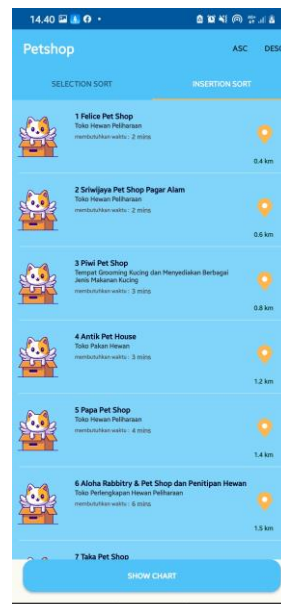 14.40
Petshop ASC DESC
SELECTION SORT INSERTION SORT
1 Felice Pet Shop
Toko Hewan Peliharaan
membutuhkan waktu : 2 mins
0.4 km
2 Sriwijaya Pet Shop Pagar Alam
Toko Hewan Peliharaan
membutuhkan waktu : 2 mins
0.6 km
3 Piwi Pet Shop
Tempat Grooming Kucing dan Menyediakan Berbagai
Jenis Makanan Kucing
membutuhkan waktu : 3 mins
0.8 km
4 Antik Pet House
Toko Pakan Hewan
membutuhkan waktu : 3 mins
1.2 km
5 Papa Pet Shop
Toko Hewan Peliharaan
membutuhkan waktu : 4 mins
1.4 km
6 Aloha Rabbitry & Pet Shop dan Penitipan Hewan
Toko Perlengkapan Hewan Peliharaan
membutuhkan waktu : 6 mins
1.5 km
7 Taka Pet Shop
SHOW CHART